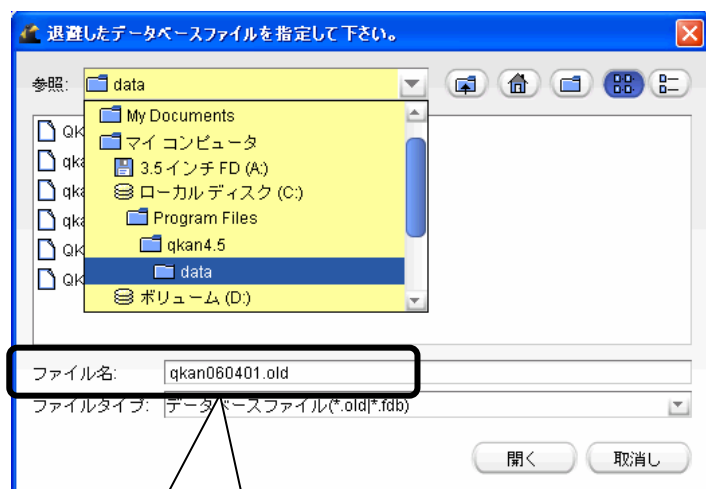 退避したデータベースファイルを指定して下さい。
参照: data
My Documents
マイ コンピュータ
3.5 インチ FD (A:)
ローカル ディスク (C:)
Program Files
qkan4.5
data
ボリューム (D:)
ファイル名: qkan060401.old
ファイルタイプ: データベースファイル(*.old|*.fdb)
開く 取消し